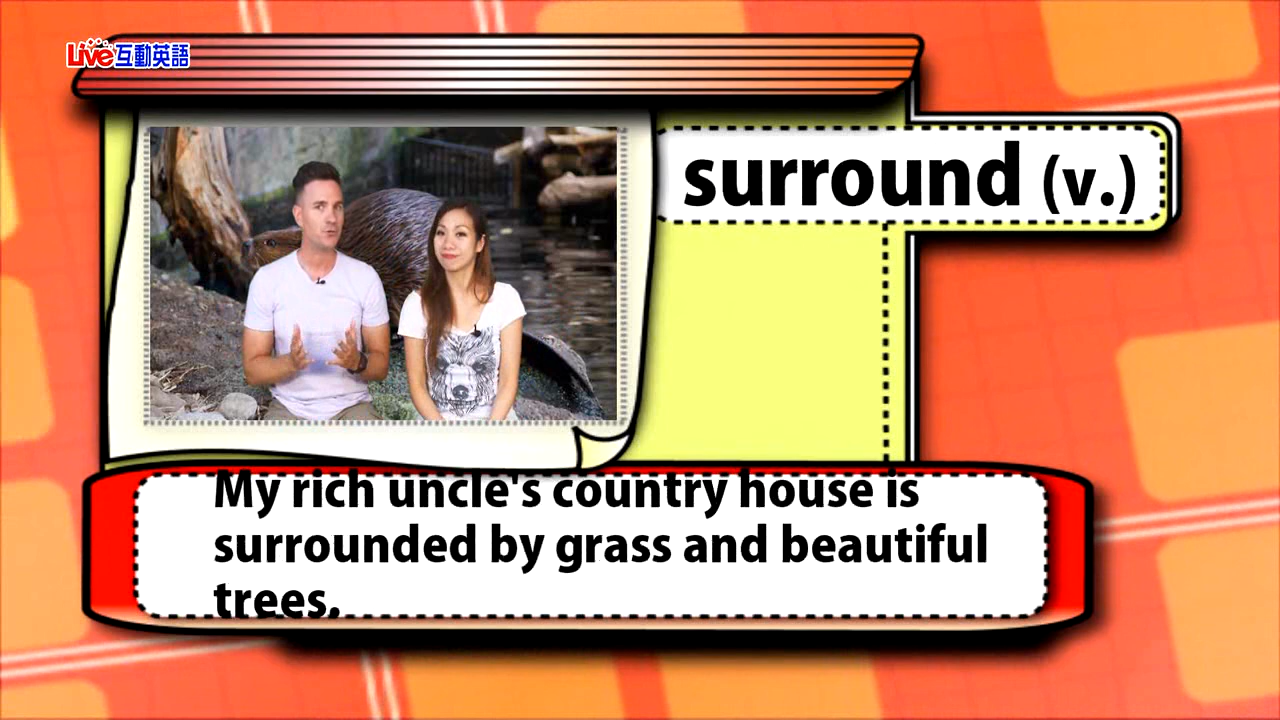 Live互動英語
surround (v.)
My rich uncle's country house is
surrounded by grass and beautiful
trees.